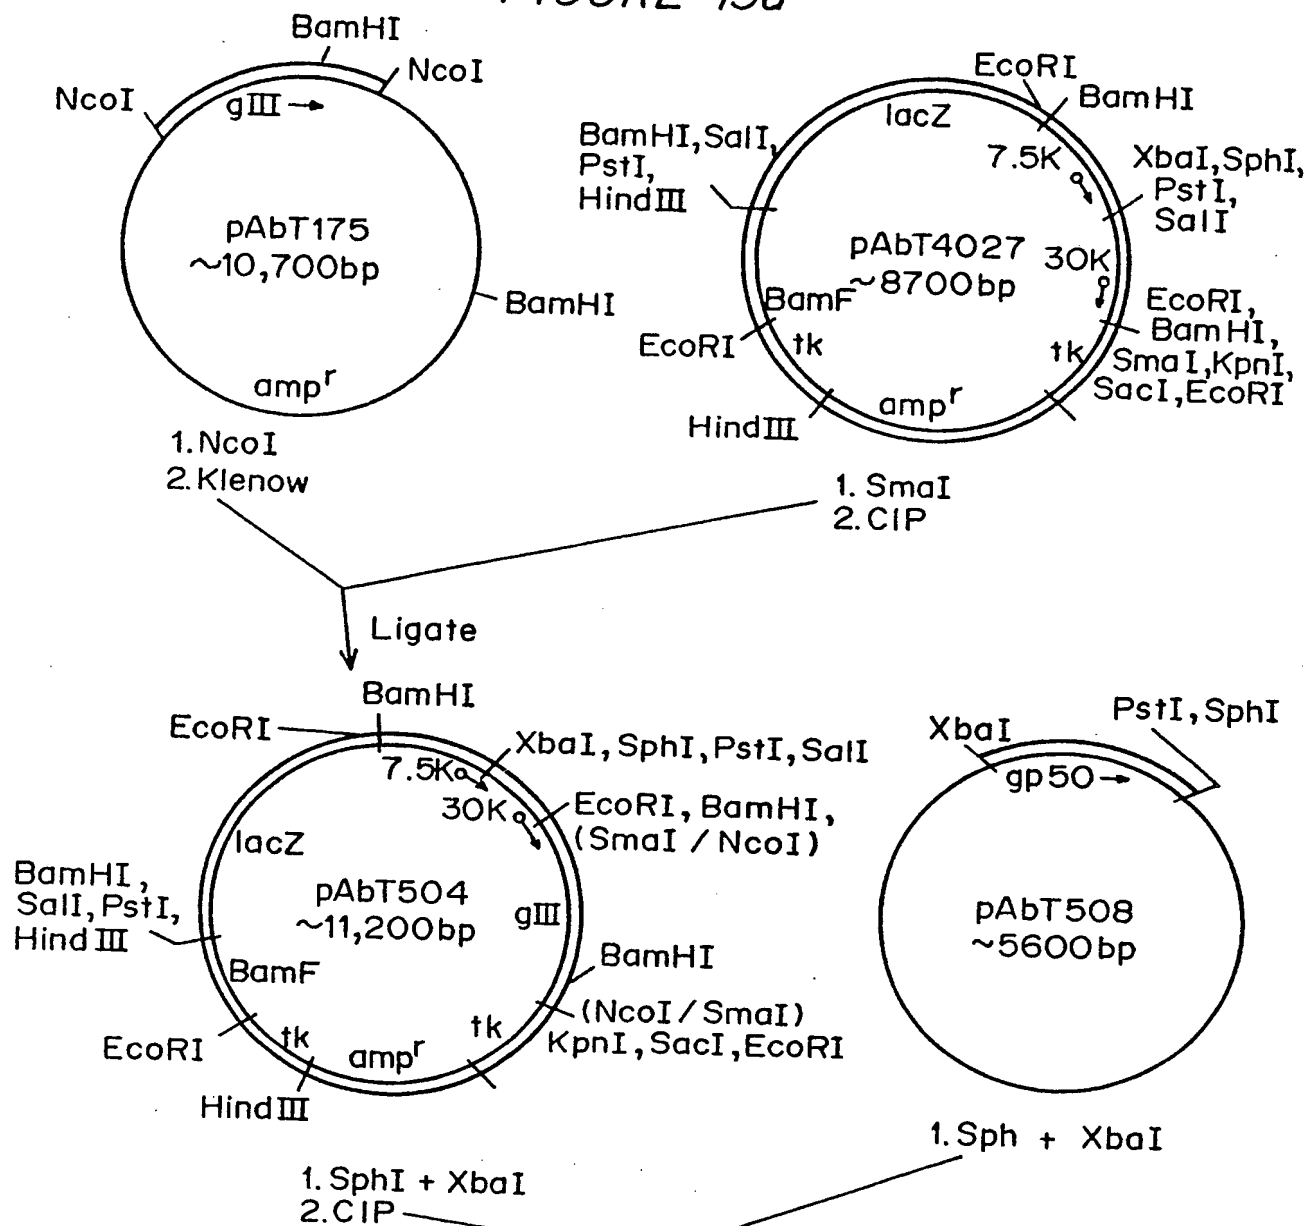 BamHI
NcoI
NcoI
gIII →
pAbT175
~10,700bp
BamHI
ampʳ
1. NcoI
2. Klenow
EcoRI
BamHI
lacZ
BamHI, SalI,
PstI,
HindIII
7.5K
XbaI, SphI,
PstI,
SalI
pAbT4027
~8700bp
30K
BamF
EcoRI
tk
EcoRI,
BamHI,
SmaI, KpnI,
SacI, EcoRI
tk
HindIII
ampʳ
1. SmaI
2. CIP
Ligate
BamHI
EcoRI
XbaI, SphI, PstI, SalI
7.5K
30K
EcoRI, BamHI,
(SmaI / NcoI)
lacZ
BamHI,
SalI, PstI,
HindIII
pAbT504
~11,200bp
gIII
BamF
BamHI
(NcoI / SmaI)
KpnI, SacI, EcoRI
EcoRI
tk
ampʳ
tk
HindIII
1. SphI + XbaI
2. CIP
XbaI
PstI, SphI
gp50 →
pAbT508
~5600bp
1. Sph + XbaI